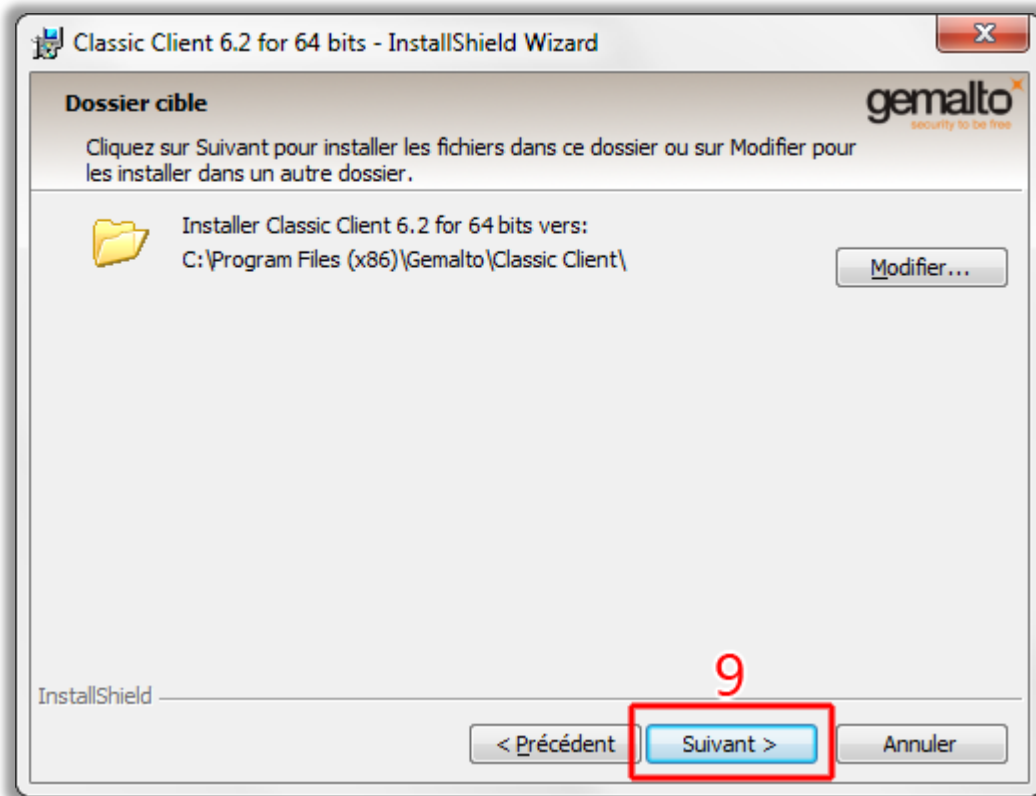 Classic Client 6.2 for 64 bits - InstallShield Wizard
Dossier cible
gemalto
security to be free
Cliquez sur Suivant pour installer les fichiers dans ce dossier ou sur Modifier pour
les installer dans un autre dossier.
Installer Classic Client 6.2 for 64 bits vers:
C:\Program Files (x86)\Gemalto\Classic Client\
Modifier...
9
InstallShield
< Précédent
Suivant >
Annuler